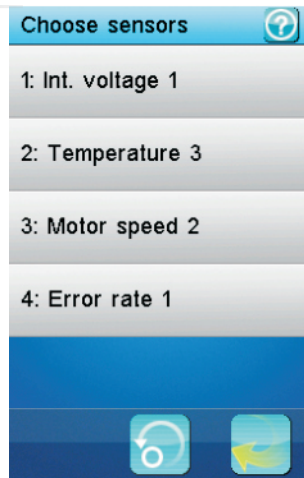 Choose sensors ?
1: Int. voltage 1
2: Temperature 3
3: Motor speed 2
4: Error rate 1